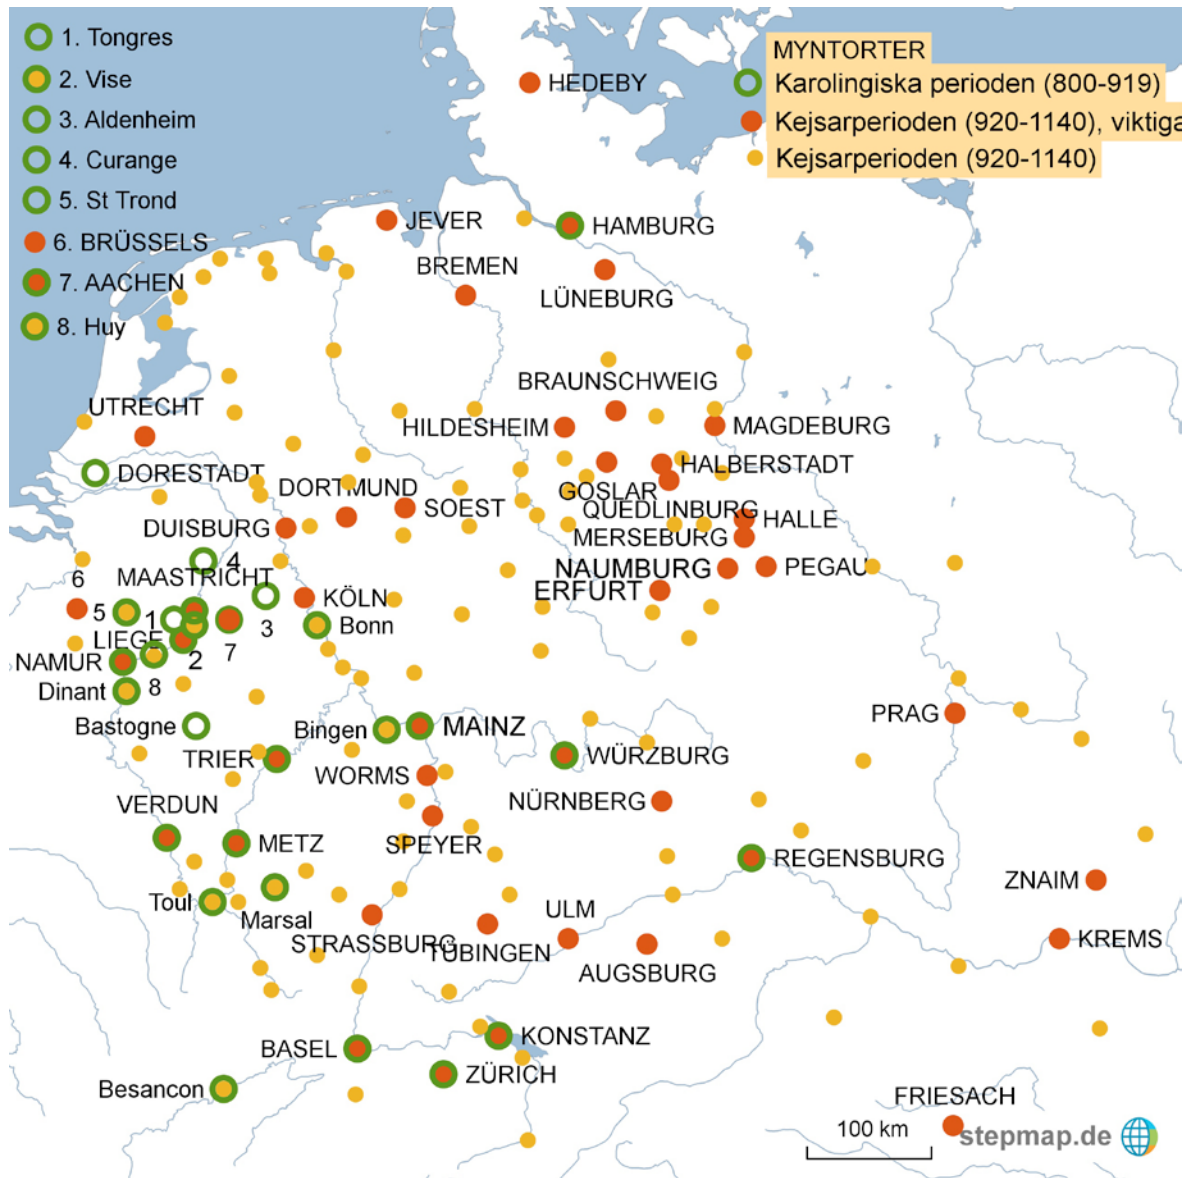 1. Tongres
2. Vise
3. Aldenheim
4. Curange
5. St Trond
6. BRÜSSELS
7. AACHEN
8. Huy
MYNTORTER
Karolingiska perioden (800-919)
Kejsarperioden (920-1140), viktiga
Kejsarperioden (920-1140)
HEDEBY
JEVER
HAMBURG
BREMEN
LÜNEBURG
BRAUNSCHWEIG
UTRECHT
HILDESHEIM
MAGDEBURG
DORESTADT
HALBERSTADT
DORTMUND
GOSLAR
SOEST
QUEDLINBURG
HALLE
DUISBURG
MERSEBURG
4
6
MAASTRICHT
NAUMBURG
PEGAU
ERFURT
KÖLN
5
1
3
Bonn
LIEGE
2
7
NAMUR
8
Dinant
Bastogne
Bingen
MAINZ
PRAG
TRIER
WÜRZBURG
WORMS
VERDUN
NÜRNBERG
METZ
SPEYER
REGENSBURG
ZNAIM
Toul
Marsal
ULM
STRASSBURG
TÜBINGEN
KREMS
AUGSBURG
BASEL
KONSTANZ
ZÜRICH
Besancon
FRIESACH
100 km
stepmap.de